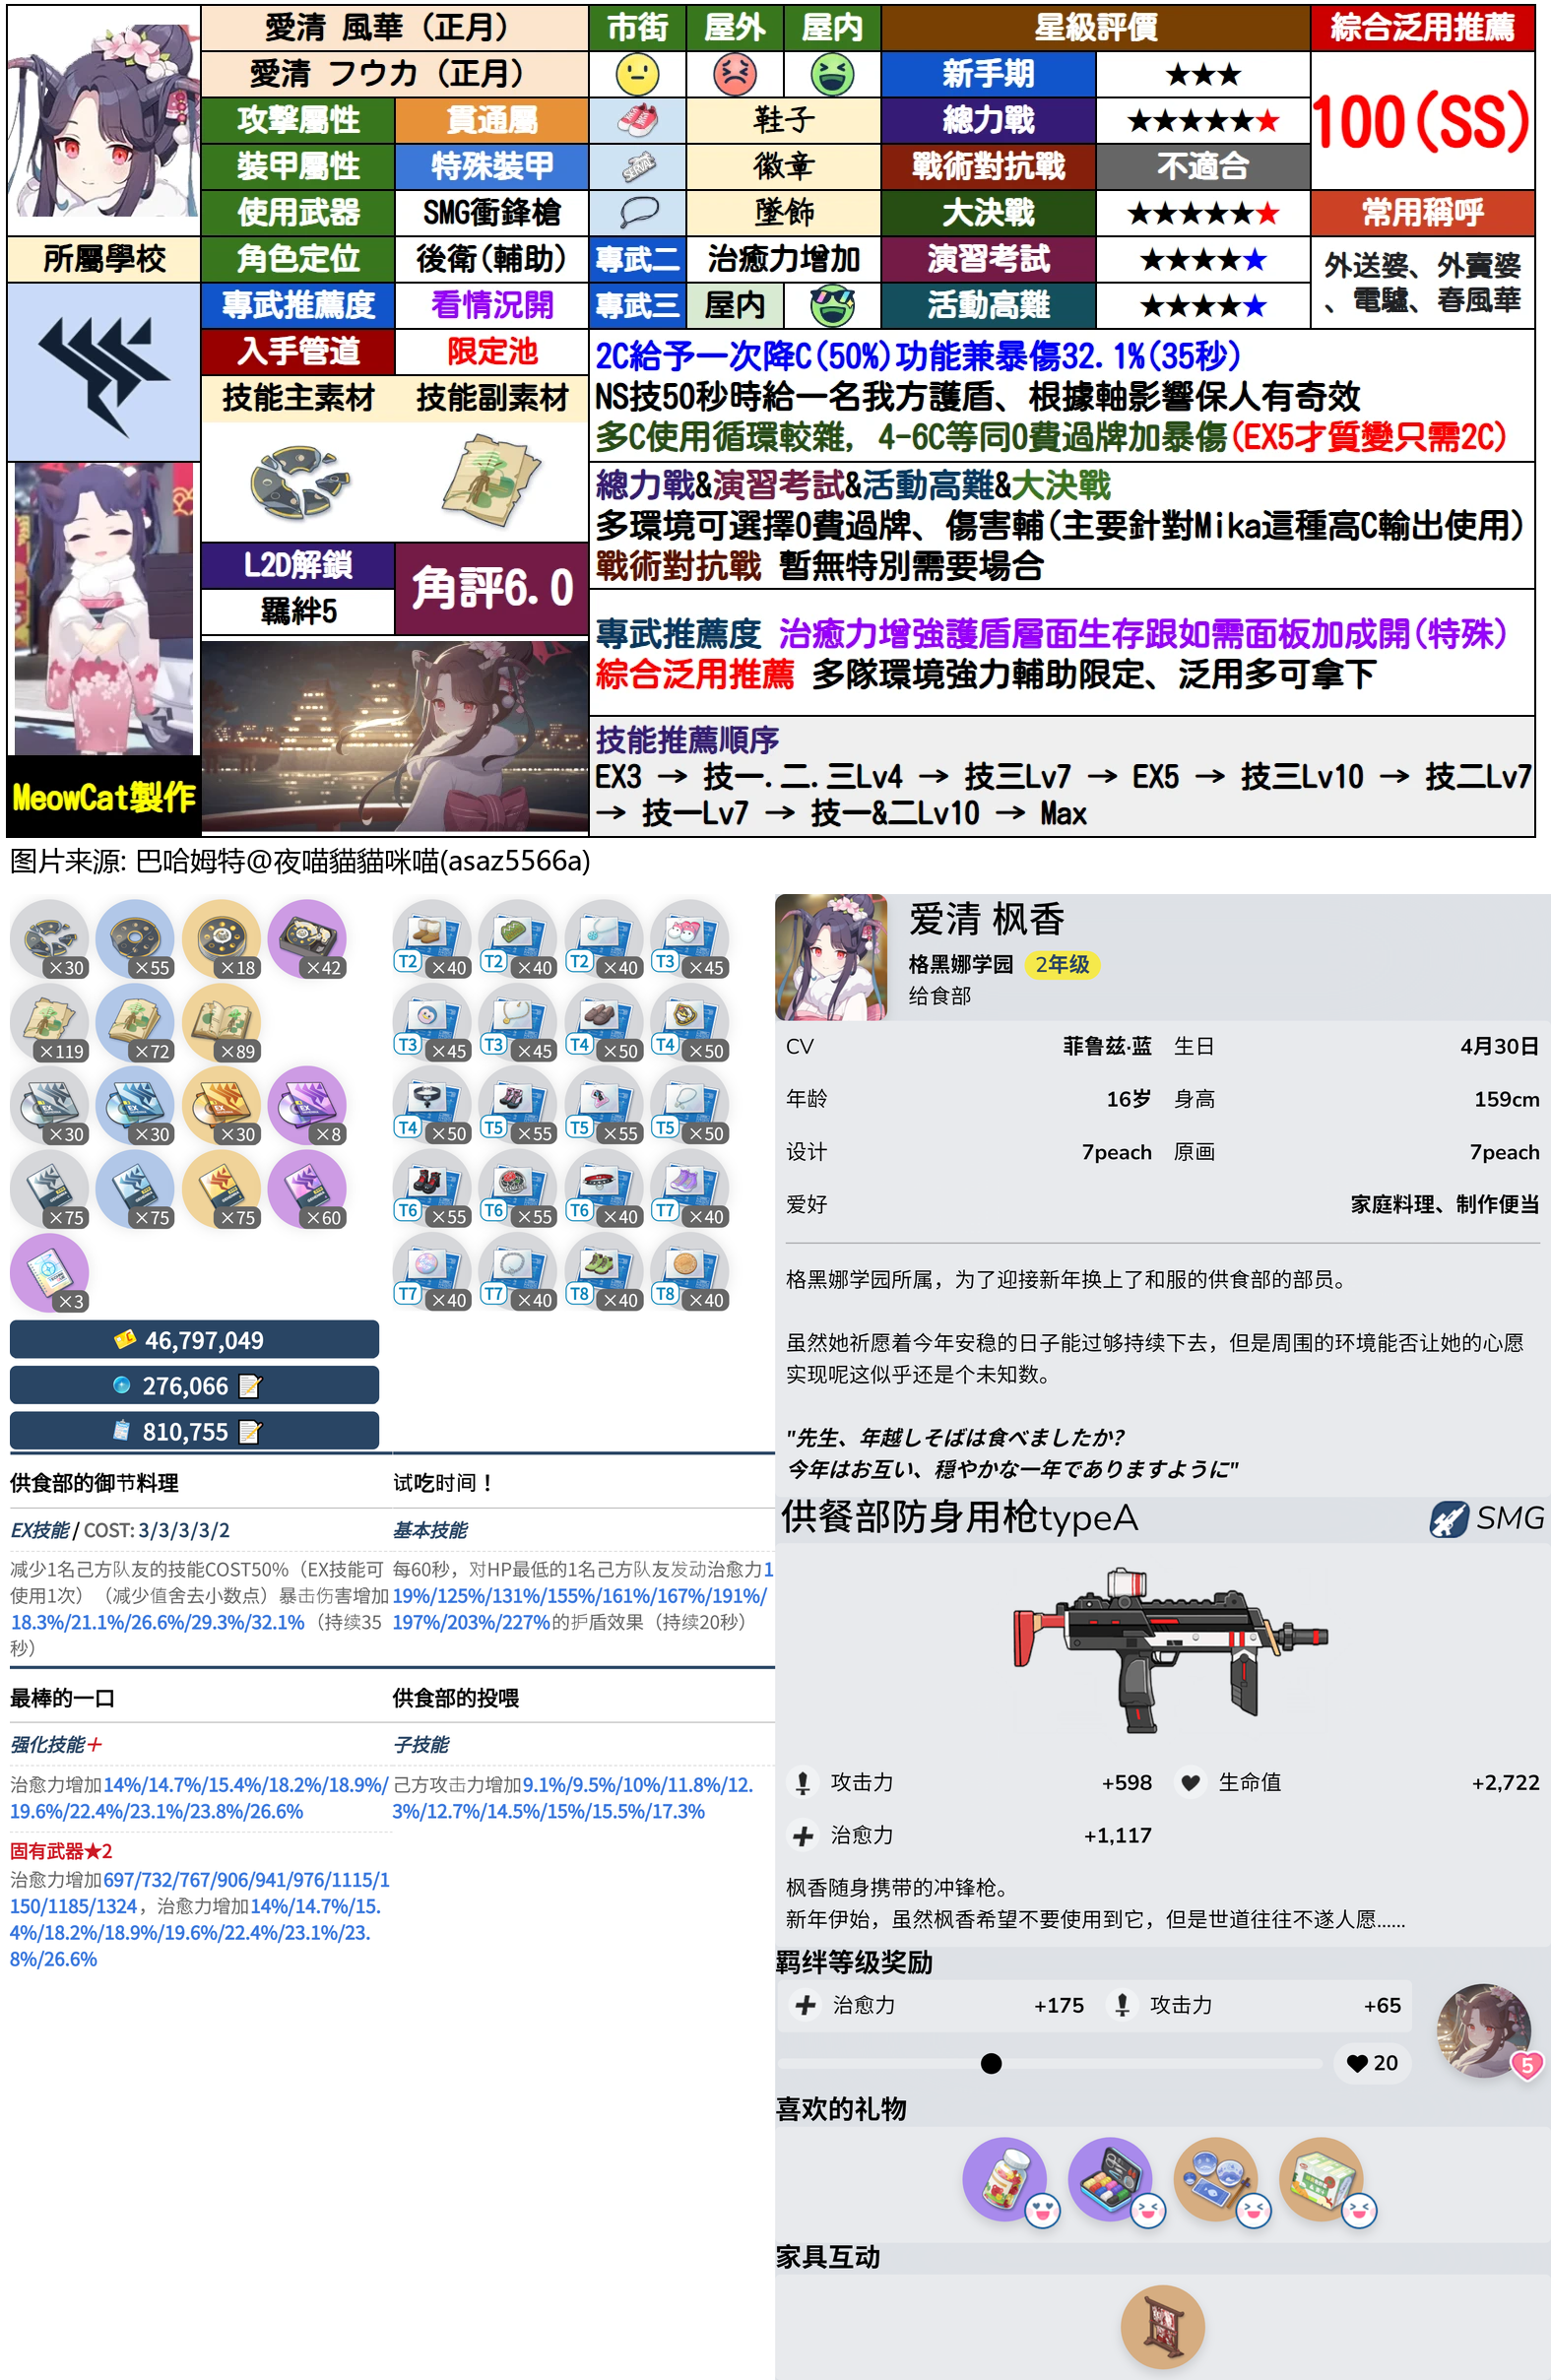 愛清 風華（正月）
愛清 フウカ（正月）
市街 屋外 屋内
星級評價
綜合泛用推薦
新手期 ★★★
100(SS)
攻擊屬性 貫通屬
鞋子
總力戰 ★★★★★★
裝甲屬性 特殊裝甲
徽章
戰術對抗戰 不適合
使用武器 SMG衝鋒槍
墜飾
大決戰 ★★★★★★
常用稱呼
所屬學校
角色定位 後衛(輔助)
專武二 治癒力增加
演習考試 ★★★★★
外送婆、外賣婆
、電驢、春風華
專武推薦度 看情況開
專武三 屋内
活動高難 ★★★★★
入手管道 限定池
技能主素材 技能副素材
2C給予一次降C(50%)功能兼暴傷32.1%(35秒)
NS技50秒時給一名我方護盾、根據軸影響保人有奇效
多C使用循環較雜, 4-6C等同0費過牌加暴傷(EX5才質變只需2C)
總力戰&演習考試&活動高難&大決戰
多環境可選擇0費過牌、傷害輔(主要針對Mika這種高C輸出使用)
戰術對抗戰 暫無特別需要場合
L2D解鎖
羈絆5
角評6.0
專武推薦度 治癒力增強護盾層面生存跟如需面板加成開(特殊)
綜合泛用推薦 多隊環境強力輔助限定、泛用多可拿下
技能推薦順序
EX3 → 技一.二.三Lv4 → 技三Lv7 → EX5 → 技三Lv10 → 技二Lv7
→ 技一Lv7 → 技一&二Lv10 → Max
MeowCat製作
图片来源: 巴哈姆特@夜喵貓貓咪喵(asaz5566a)
×30 ×55 ×18 ×42
×119 ×72 ×89
×30 ×30 ×30 ×8
×75 ×75 ×75 ×60
×3
46,797,049
276,066
810,755
T2 ×40 T2 ×40 T2 ×40 T3 ×45
T3 ×45 T3 ×45 T4 ×50 T4 ×50
T4 ×50 T5 ×55 T5 ×55 T5 ×50
T6 ×55 T6 ×55 T6 ×40 T7 ×40
T7 ×40 T7 ×40 T8 ×40 T8 ×40
供食部的御节料理
EX技能 / COST: 3/3/3/3/2
减少1名己方队友的技能COST50%（EX技能可
使用1次）（减少值舍去小数点）暴击伤害增加
18.3%/21.1%/26.6%/29.3%/32.1%（持续35
秒）
试吃时间！
基本技能
每60秒，对HP最低的1名己方队友发动治愈力1
19%/125%/131%/155%/161%/167%/191%/
197%/203%/227%的护盾效果（持续20秒）
最棒的一口
强化技能＋
治愈力增加14%/14.7%/15.4%/18.2%/18.9%/
19.6%/22.4%/23.1%/23.8%/26.6%
固有武器★2
治愈力增加697/732/767/906/941/976/1115/1
150/1185/1324，治愈力增加14%/14.7%/15.
4%/18.2%/18.9%/19.6%/22.4%/23.1%/23.
8%/26.6%
供食部的投喂
子技能
己方攻击力增加9.1%/9.5%/10%/11.8%/12.
3%/12.7%/14.5%/15%/15.5%/17.3%
爱清 枫香
格黑娜学园 2年级
给食部
CV 菲鲁兹·蓝 生日 4月30日
年龄 16岁 身高 159cm
设计 7peach 原画 7peach
爱好 家庭料理、制作便当
格黑娜学园所属，为了迎接新年换上了和服的供食部的部员。
虽然她祈愿着今年安稳的日子能过够持续下去，但是周围的环境能否让她的心愿
实现呢这似乎还是个未知数。
"先生、年越しそばは食べましたか？
今年はお互い、穏やかな一年でありますように"
供餐部防身用枪typeA
SMG
攻击力 +598 生命值 +2,722
治愈力 +1,117
枫香随身携带的冲锋枪。
新年伊始，虽然枫香希望不要使用到它，但是世道往往不遂人愿……
羁绊等级奖励
治愈力 +175 攻击力 +65
20
5
喜欢的礼物
家具互动